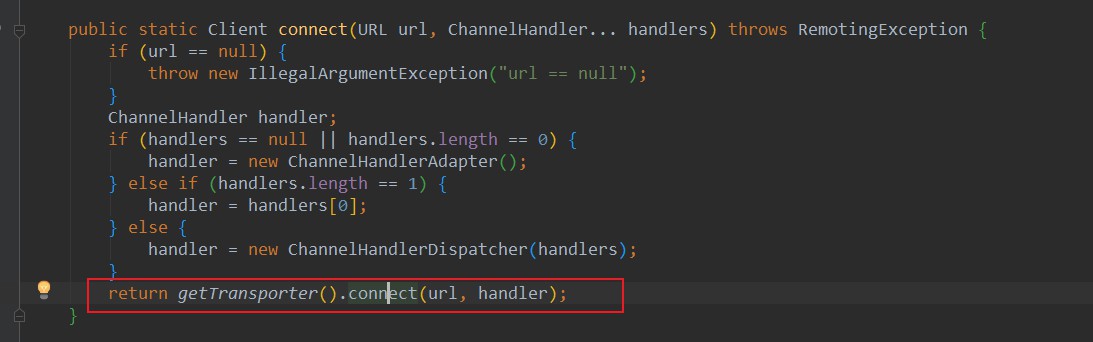 public static Client connect(URL url, ChannelHandler... handlers) throws RemotingException {
if (url == null) {
throw new IllegalArgumentException("url == null");
}
ChannelHandler handler;
if (handlers == null || handlers.length == 0) {
handler = new ChannelHandlerAdapter();
} else if (handlers.length == 1) {
handler = handlers[0];
} else {
handler = new ChannelHandlerDispatcher(handlers);
}
return getTransporter().connect(url, handler);
}